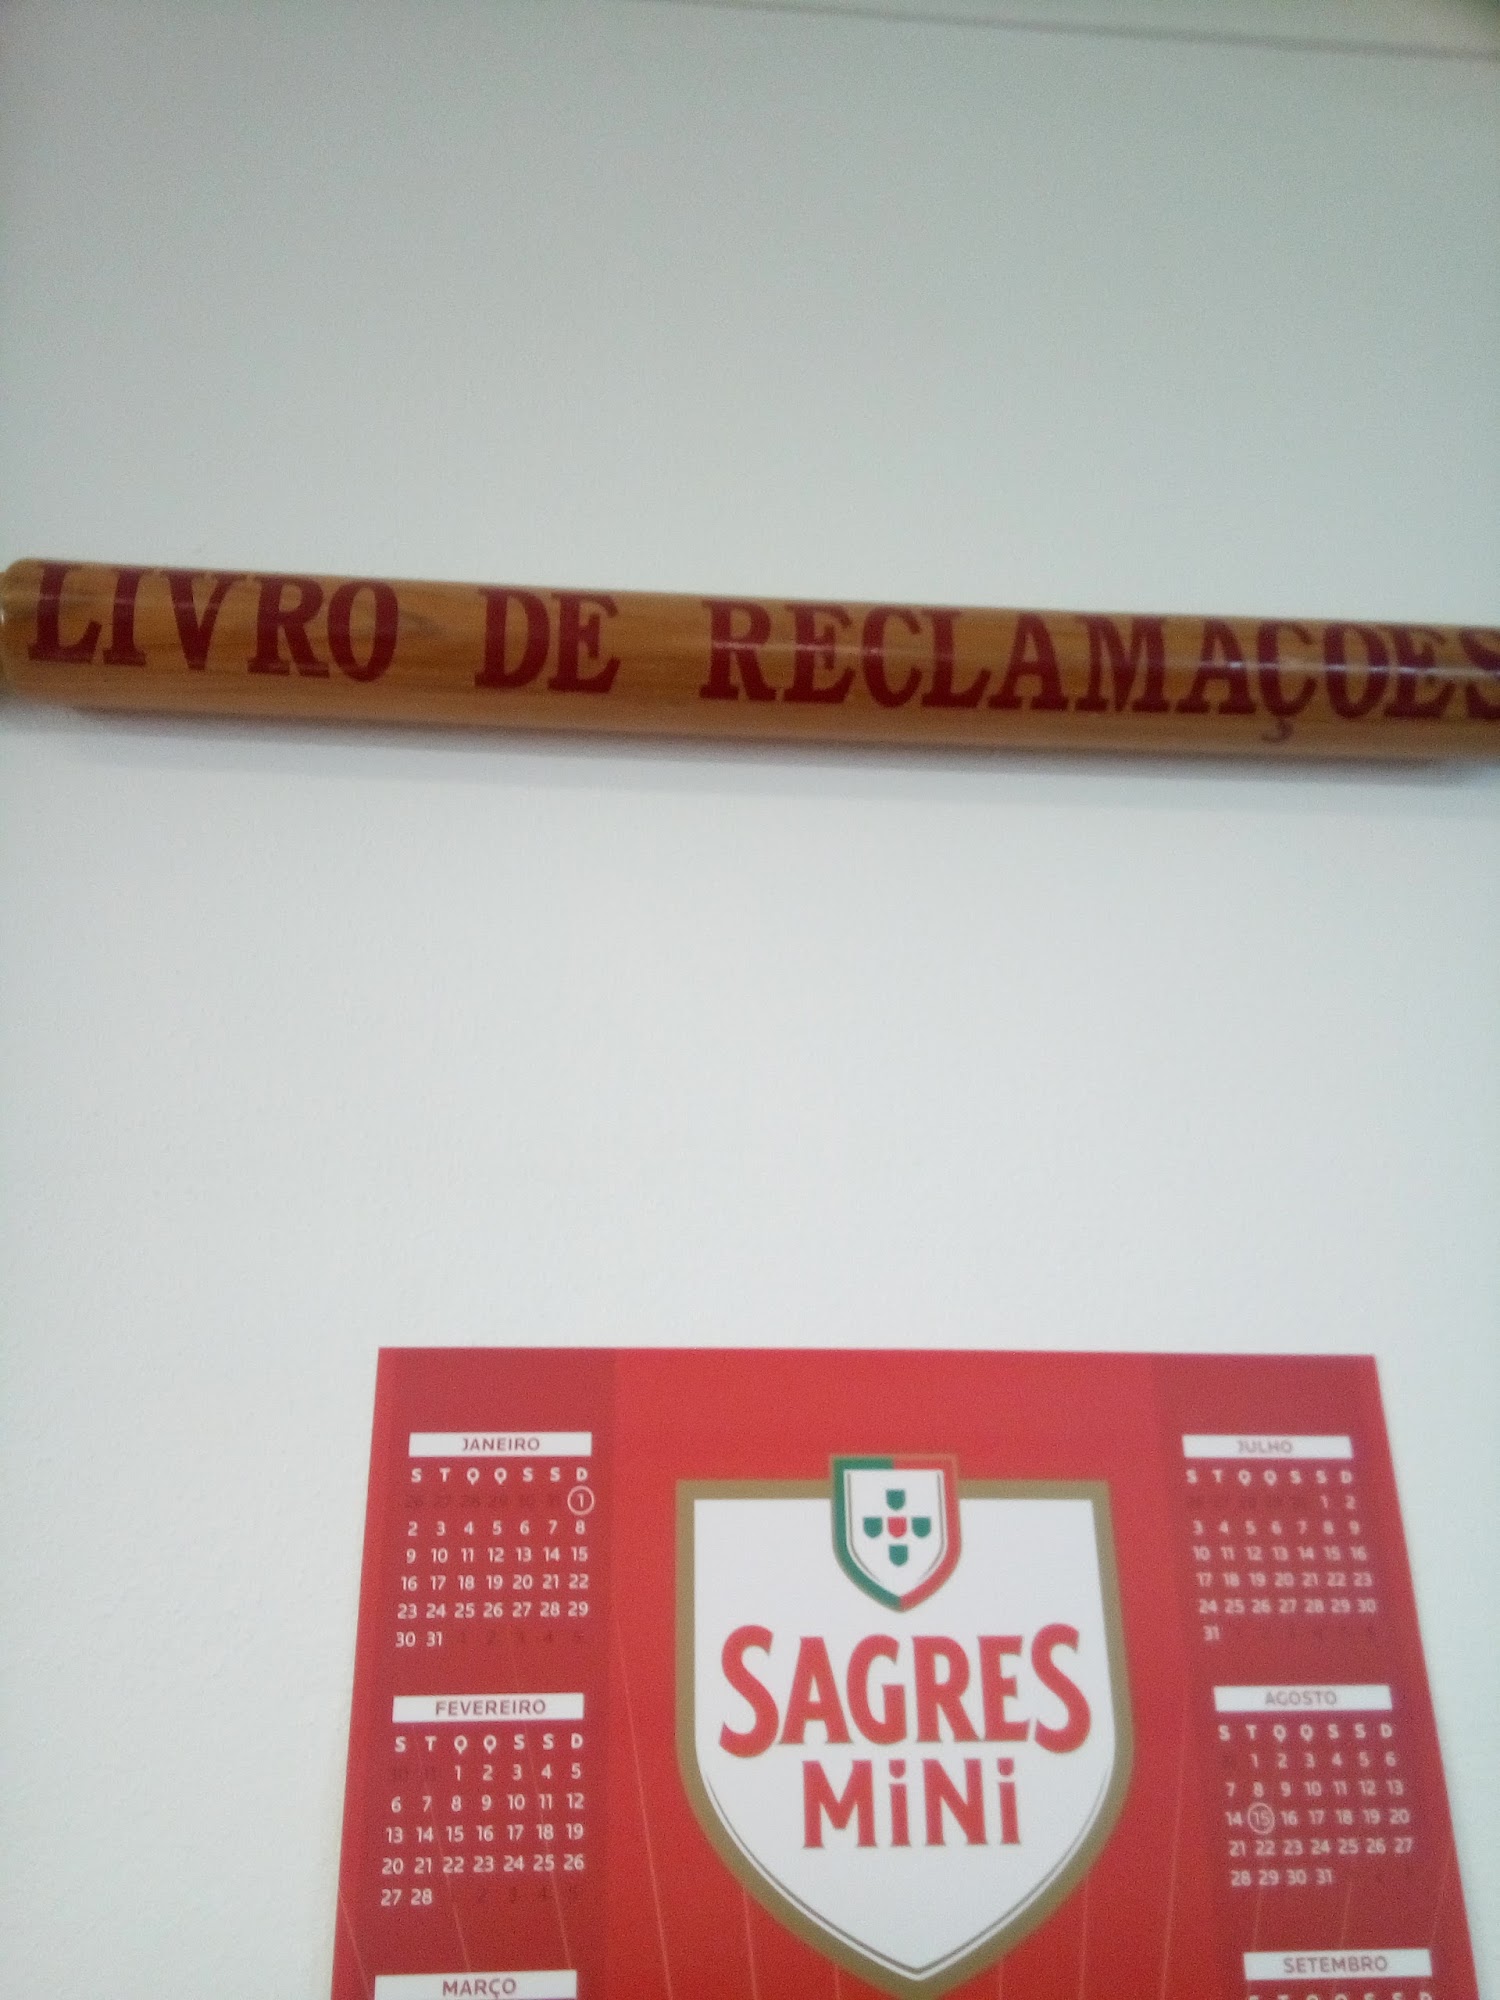 LIVRO DE RECLAMAÇOES
JANEIRO
S T Q Q S S D
1
2 3 4 5 6 7 8
9 10 11 12 13 14 15
16 17 18 19 20 21 22
23 24 25 26 27 28 29
30 31
FEVEREIRO
S T Q Q S S D
1 2 3 4 5
6 7 8 9 10 11 12
13 14 15 16 17 18 19
20 21 22 23 24 25 26
27 28
MARÇO
SAGRES
MiNi
JULHO
S T Q Q S S D
1 2
3 4 5 6 7 8 9
10 11 12 13 14 15 16
17 18 19 20 21 22 23
24 25 26 27 28 29 30
31
AGOSTO
S T Q Q S S D
1 2 3 4 5 6
7 8 9 10 11 12 13
14 15 16 17 18 19 20
21 22 23 24 25 26 27
28 29 30 31
SETEMBRO